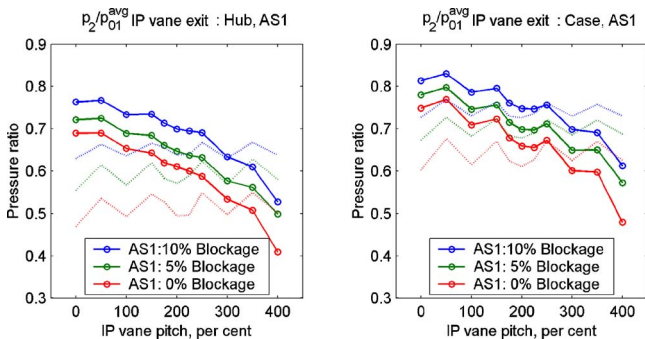 p2/p01avg IP vane exit : Hub, AS1
Pressure ratio
0.9
0.8
0.7
0.6
0.5
0.4
0.3
AS1:10% Blockage
AS1: 5% Blockage
AS1: 0% Blockage
0 100 200 300 400
IP vane pitch, per cent
p2/p01avg IP vane exit : Case, AS1
Pressure ratio
0.9
0.8
0.7
0.6
0.5
0.4
0.3
AS1:10% Blockage
AS1: 5% Blockage
AS1: 0% Blockage
0 100 200 300 400
IP vane pitch, per cent